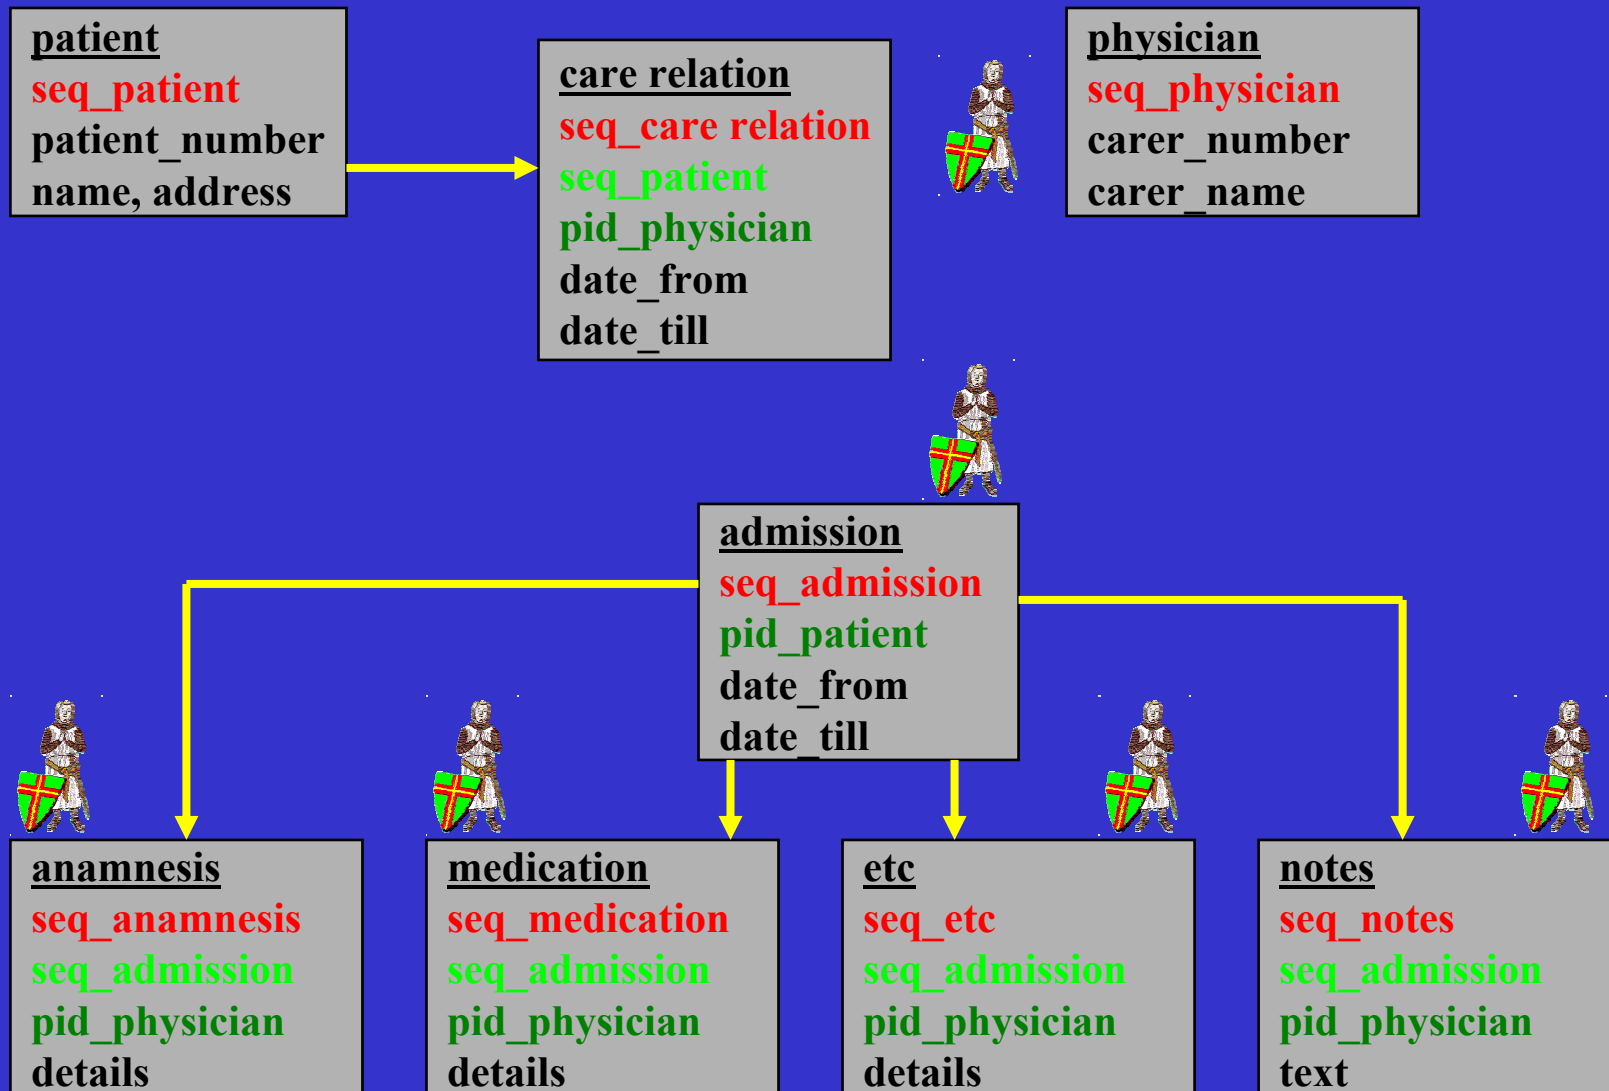 patient
seq_patient
patient_number
name, address
care relation
seq_care relation
seq_patient
pid_physician
date_from
date_till
physician
seq_physician
carer_number
carer_name
admission
seq_admission
pid_patient
date_from
date_till
anamnesis
seq_anamnesis
seq_admission
pid_physician
details
medication
seq_medication
seq_admission
pid_physician
details
etc
seq_etc
seq_admission
pid_physician
details
notes
seq_notes
seq_admission
pid_physician
text